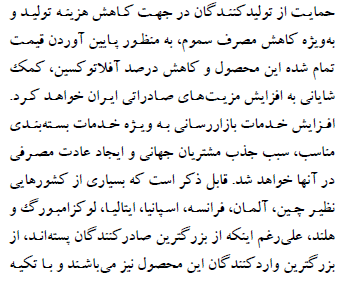 حمایت از تولیدکنندگان در جهت کاهش هزینه تولید و
به‌ویژه کاهش مصرف سموم، به منظور پایین آوردن قیمت
تمام شده این محصول و کاهش درصد آفلاتوکسین، کمک
شایانی به افزایش مزیت‌های صادراتی ایران خواهد کرد.
افزایش خدمات بازاررسانی به ویژه خدمات بسته‌بندی
مناسب، سبب جذب مشتریان جهانی و ایجاد عادت مصرفی
در آنها خواهد شد. قابل ذکر است که بسیاری از کشورهایی
نظیر چین، آلمان، فرانسه، اسپانیا، ایتالیا، لوکزامبورگ و
هلند، علی‌رغم اینکه از بزرگترین صادرکنندگان پسته‌اند، از
بزرگترین واردکنندگان این محصول نیز می‌باشند و با تکیه